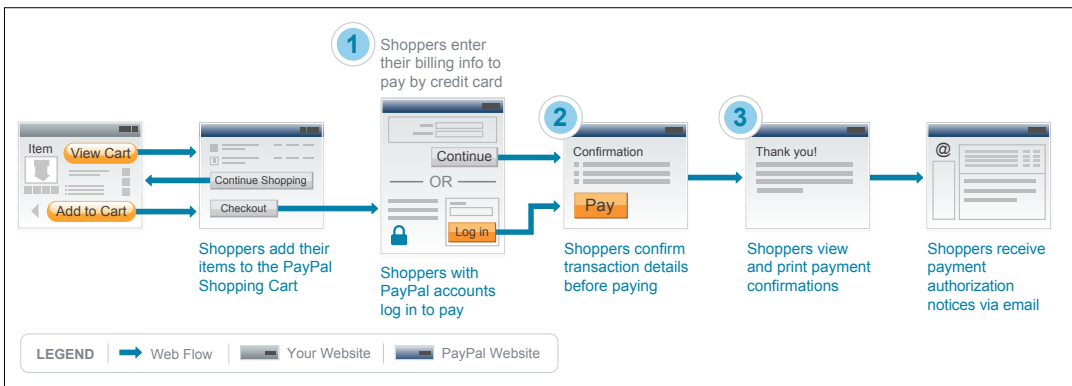 1
Shoppers enter
their billing info to
pay by credit card
Item
View Cart
Add to Cart
Continue Shopping
Checkout
Shoppers add their
items to the PayPal
Shopping Cart
Continue
OR
Log in
Shoppers with
PayPal accounts
log in to pay
2
Confirmation
Pay
Shoppers confirm
transaction details
before paying
3
Thank you!
Shoppers view
and print payment
confirmations
@
Shoppers receive
payment
authorization
notices via email
LEGEND
Web Flow
Your Website
PayPal Website